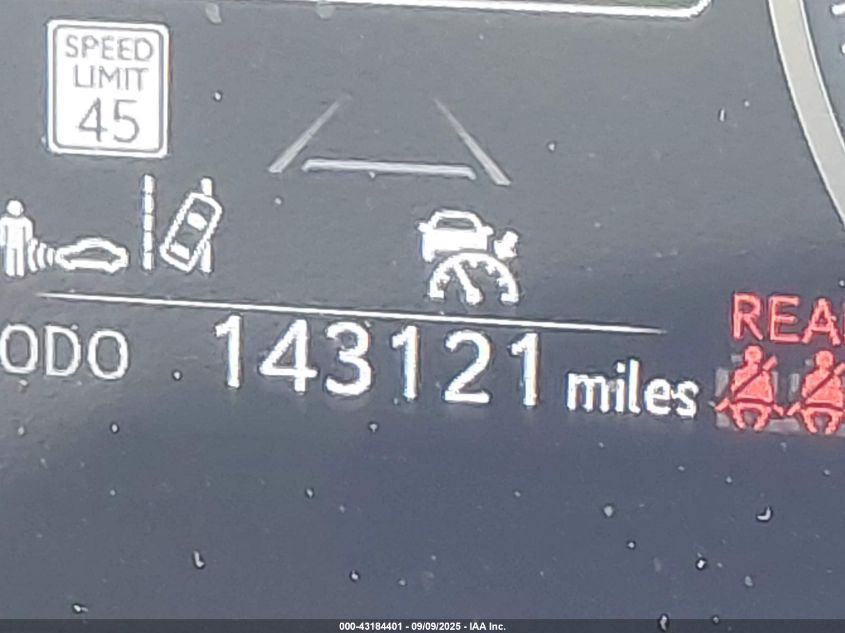 SPEED
LIMIT
45
ODO 143121 miles
REA
000-43184401 - 09/09/2025 - IAA Inc.